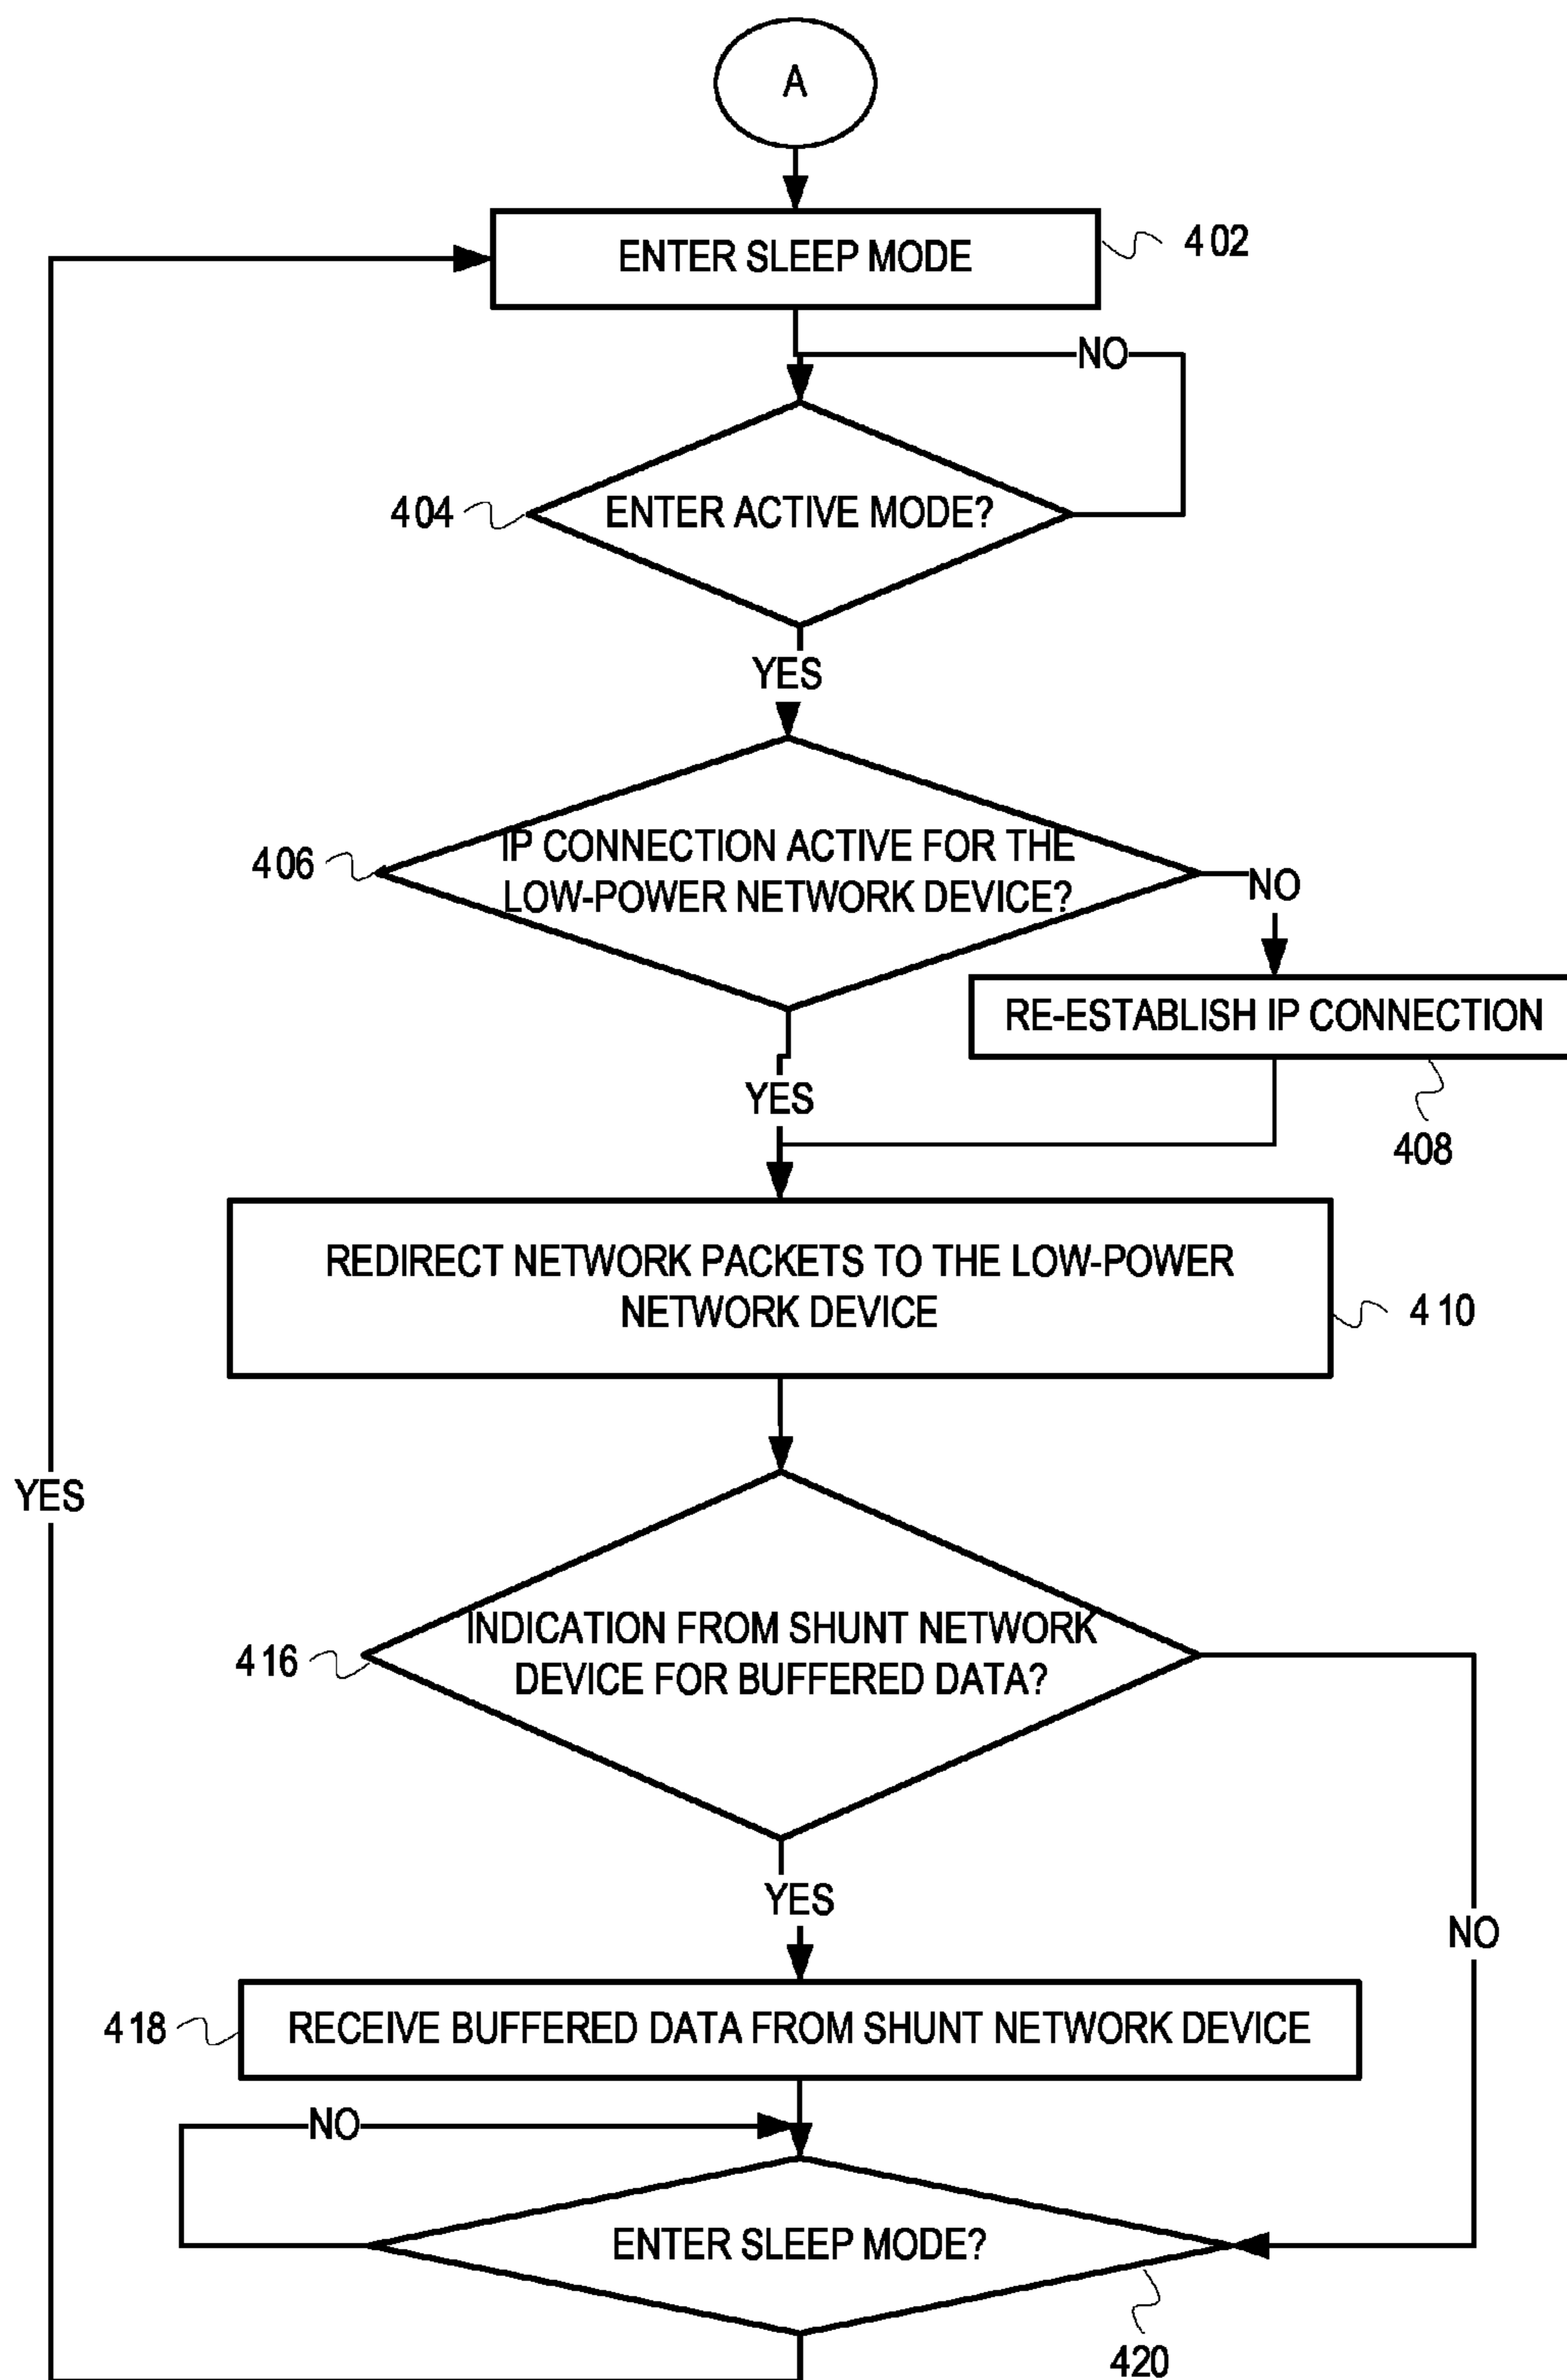 A
ENTER SLEEP MODE
402
NO
404
ENTER ACTIVE MODE?
YES
406
IP CONNECTION ACTIVE FOR THE
LOW-POWER NETWORK DEVICE?
NO
RE-ESTABLISH IP CONNECTION
YES
408
REDIRECT NETWORK PACKETS TO THE LOW-POWER
NETWORK DEVICE
410
YES
416
INDICATION FROM SHUNT NETWORK
DEVICE FOR BUFFERED DATA?
YES
NO
418
RECEIVE BUFFERED DATA FROM SHUNT NETWORK DEVICE
NO
ENTER SLEEP MODE?
420